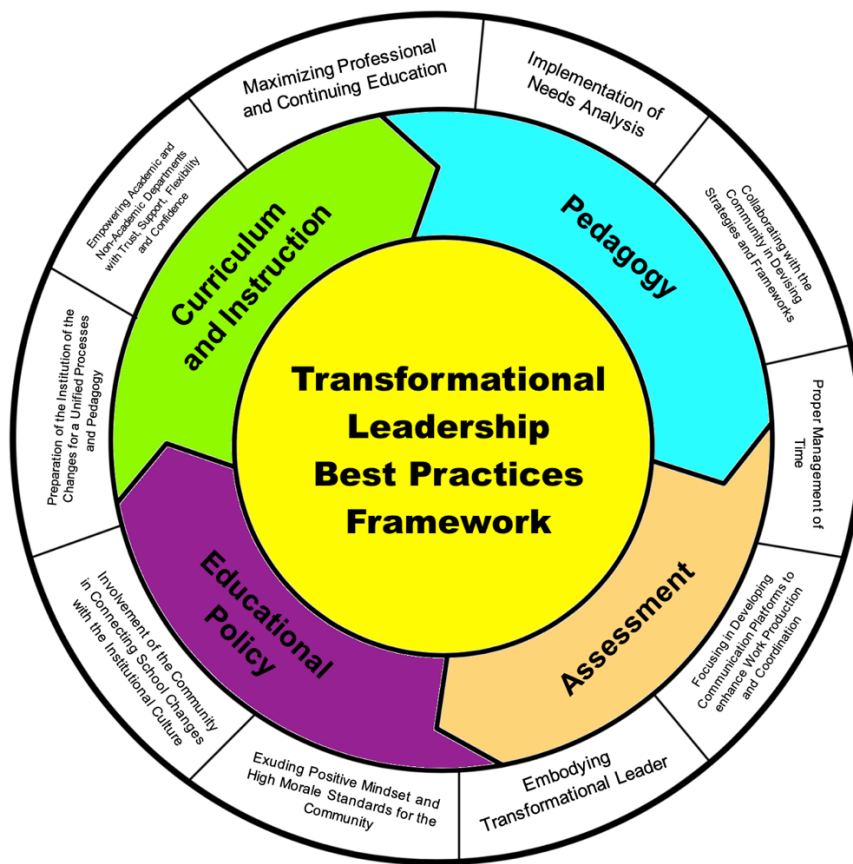 Transformational
Leadership
Best Practices
Framework
Pedagogy
Assessment
Educational
Policy
Curriculum
and Instruction
Maximizing Professional
and Continuing Education
Implementation of
Needs Analysis
Collaborating with the
Community in Devising
Strategies and Frameworks
Proper Management of
Time
Focusing in Developing
Communication Platforms to
enhance Work Production
and Coordination
Embodying
Transformational Leader
Exuding Positive Mindset and
High Morale Standards for the
Community
Involvement of the Community
in Connecting School Changes
with the Institutional Culture
Preparation of the Institution of the
Changes for a Unified Processes
and Pedagogy
Empowering Academic and
Non-Academic Departments
with Trust, Support, Flexibility
and Confidence